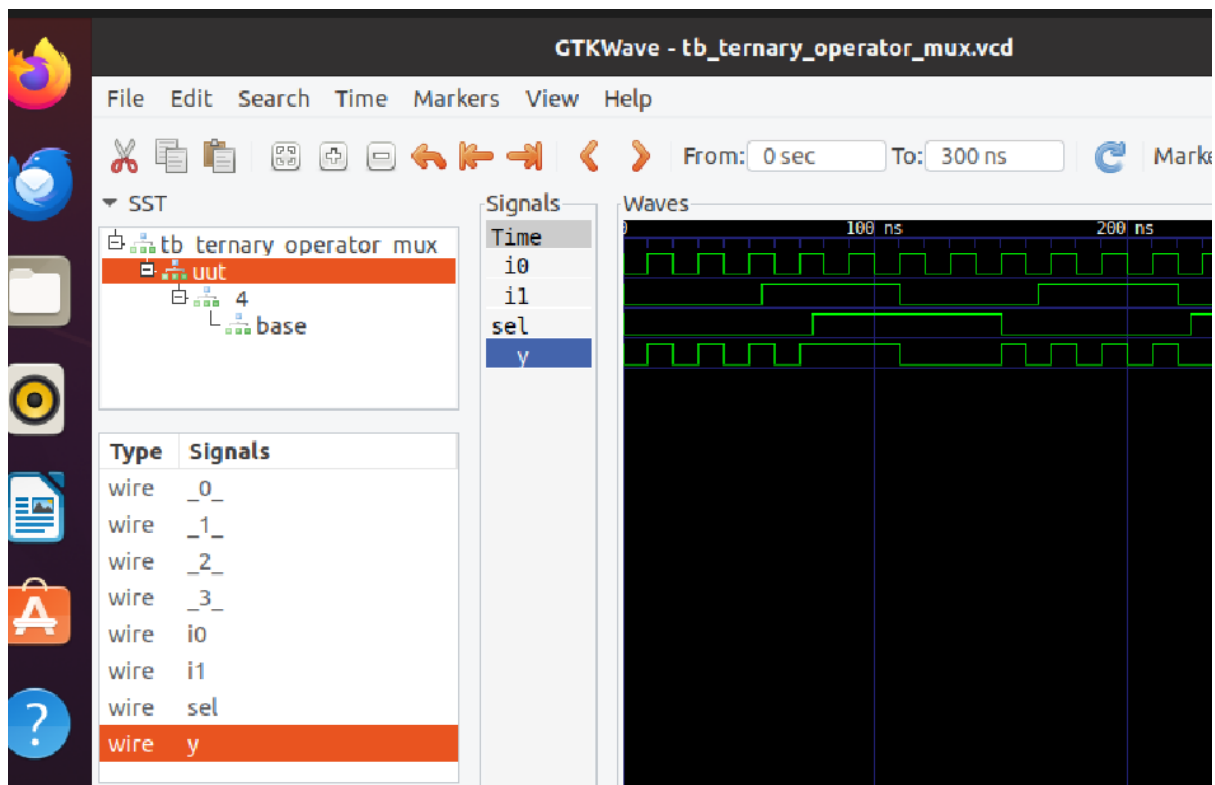 GTKWave - tb_ternary_operator_mux.vcd
File Edit Search Time Markers View Help
From: 0 sec To: 300 ns
SST
tb_ternary_operator_mux
uut
_4_
base
Type Signals
wire _0_
wire _1_
wire _2_
wire _3_
wire i0
wire i1
wire sel
wire y
Signals
Time
i0
i1
sel
y
Waves
100 ns 200 ns